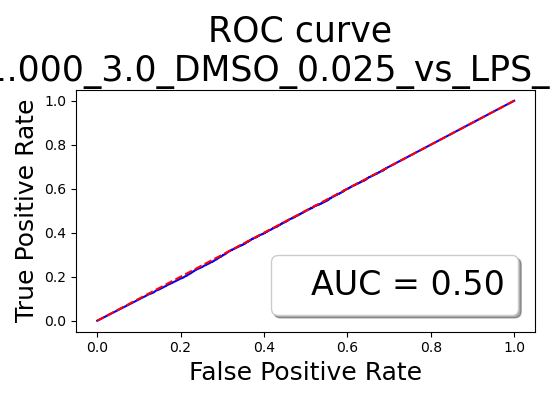 ROC curve
1.000_3.0_DMSO_0.025_vs_LPS_
True Positive Rate
1.0
0.8
0.6
0.4
0.2
0.0
AUC = 0.50
0.0 0.2 0.4 0.6 0.8 1.0
False Positive Rate